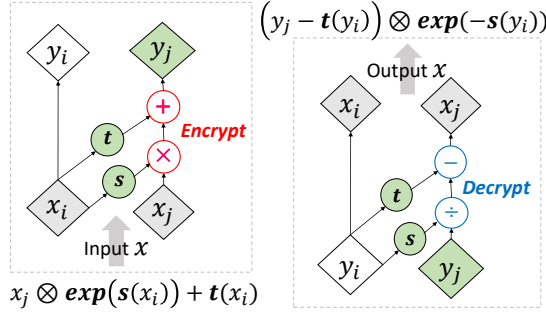 (y_j − t(y_i)) ⊗ exp(−s(y_i))
y_i
y_j
+
Encrypt
t
×
s
x_i
x_j
Input x
x_j ⊗ exp(s(x_i)) + t(x_i)
Output x
x_i
x_j
−
Decrypt
t
÷
s
y_i
y_j